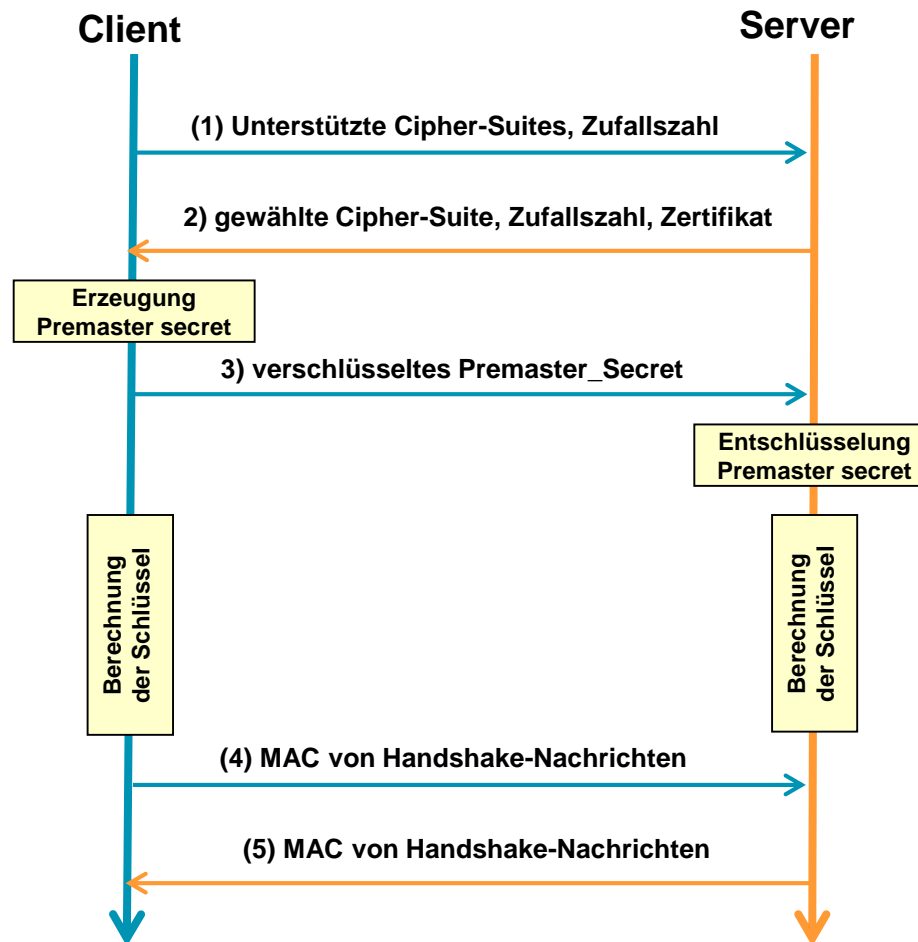 Client
Server
(1) Unterstützte Cipher-Suites, Zufallszahl
2) gewählte Cipher-Suite, Zufallszahl, Zertifikat
Erzeugung
Premaster secret
3) verschlüsseltes Premaster_Secret
Entschlüsselung
Premaster secret
Berechnung
der Schlüssel
Berechnung
der Schlüssel
(4) MAC von Handshake-Nachrichten
(5) MAC von Handshake-Nachrichten